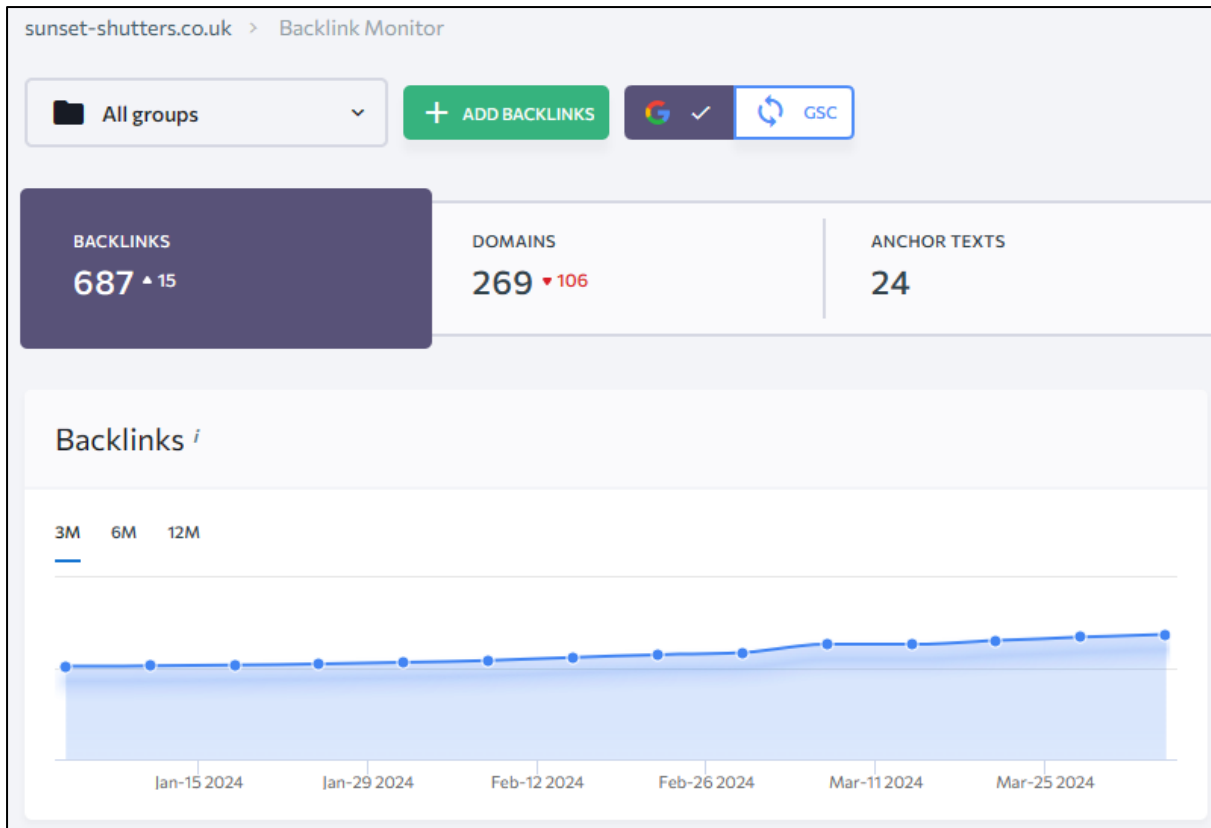 sunset-shutters.co.uk > Backlink Monitor
All groups
+ ADD BACKLINKS
G
GSC
BACKLINKS
687 ▲ 15
DOMAINS
269 ▼ 106
ANCHOR TEXTS
24
Backlinks i
3M 6M 12M
Jan-15 2024 Jan-29 2024 Feb-12 2024 Feb-26 2024 Mar-11 2024 Mar-25 2024